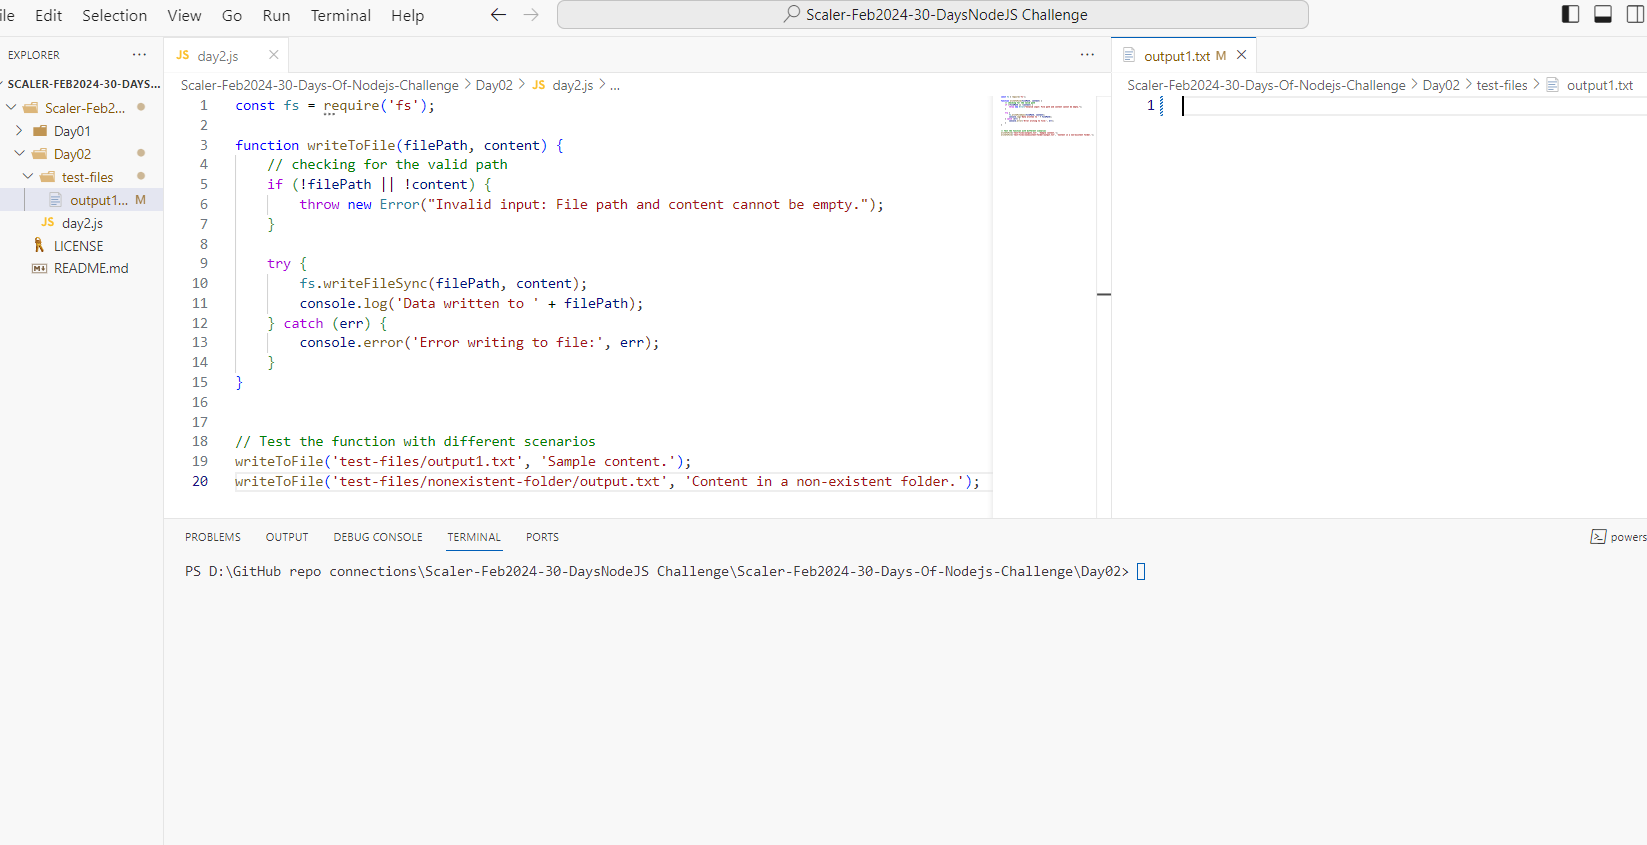 ile Edit Selection View Go Run Terminal Help
Scaler-Feb2024-30-DaysNodeJS Challenge
EXPLORER
SCALER-FEB2024-30-DAYS...
Scaler-Feb2...
Day01
Day02
test-files
output1... M
JS day2.js
LICENSE
README.md
JS day2.js
Scaler-Feb2024-30-Days-Of-Nodejs-Challenge > Day02 > JS day2.js > ...
1 const fs = require('fs');
2
3 function writeToFile(filePath, content) {
4 // checking for the valid path
5 if (!filePath || !content) {
6 throw new Error("Invalid input: File path and content cannot be empty.");
7 }
8
9 try {
10 fs.writeFileSync(filePath, content);
11 console.log('Data written to ' + filePath);
12 } catch (err) {
13 console.error('Error writing to file:', err);
14 }
15 }
16
17
18 // Test the function with different scenarios
19 writeToFile('test-files/output1.txt', 'Sample content.');
20 writeToFile('test-files/nonexistent-folder/output.txt', 'Content in a non-existent folder.');
output1.txt M
Scaler-Feb2024-30-Days-Of-Nodejs-Challenge > Day02 > test-files > output1.txt
1
PROBLEMS OUTPUT DEBUG CONSOLE TERMINAL PORTS
powers
PS D:\GitHub repo connections\Scaler-Feb2024-30-DaysNodeJS Challenge\Scaler-Feb2024-30-Days-Of-Nodejs-Challenge\Day02>